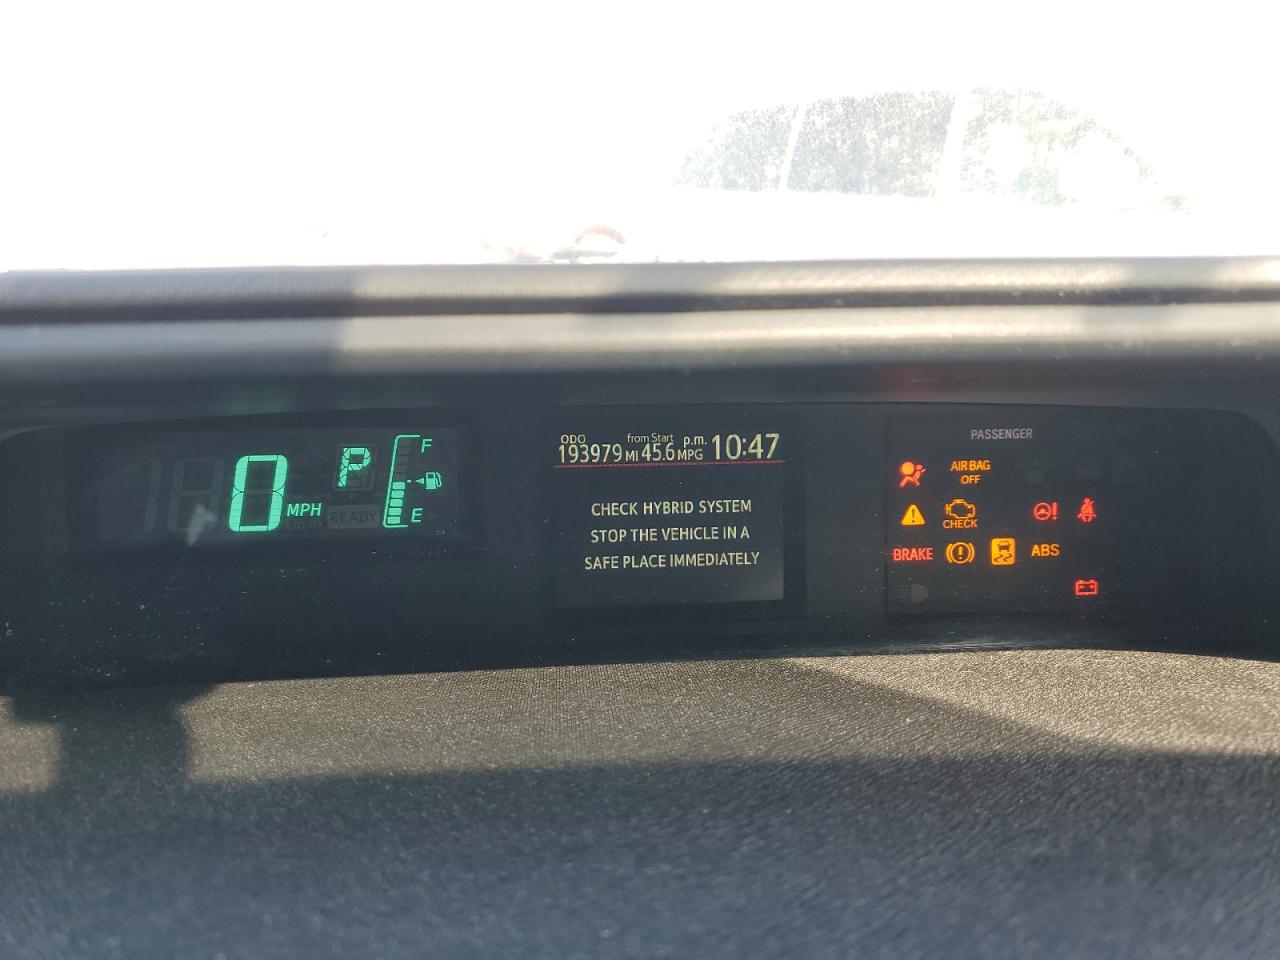 0 MPH
km/h
P
READY
F
E
ODO
193979 MI
from Start
45.6 MPG
p.m.
10:47
CHECK HYBRID SYSTEM
STOP THE VEHICLE IN A
SAFE PLACE IMMEDIATELY
PASSENGER
AIR BAG
OFF
CHECK
BRAKE
ABS